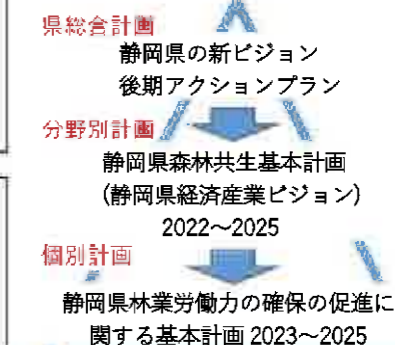 県総合計画
静岡県の新ビジョン
後期アクションプラン
分野別計画
静岡県森林共生基本計画
(静岡県経済産業ビジョン)
2022～2025
個別計画
静岡県林業労働力の確保の促進に
関する基本計画 2023～2025